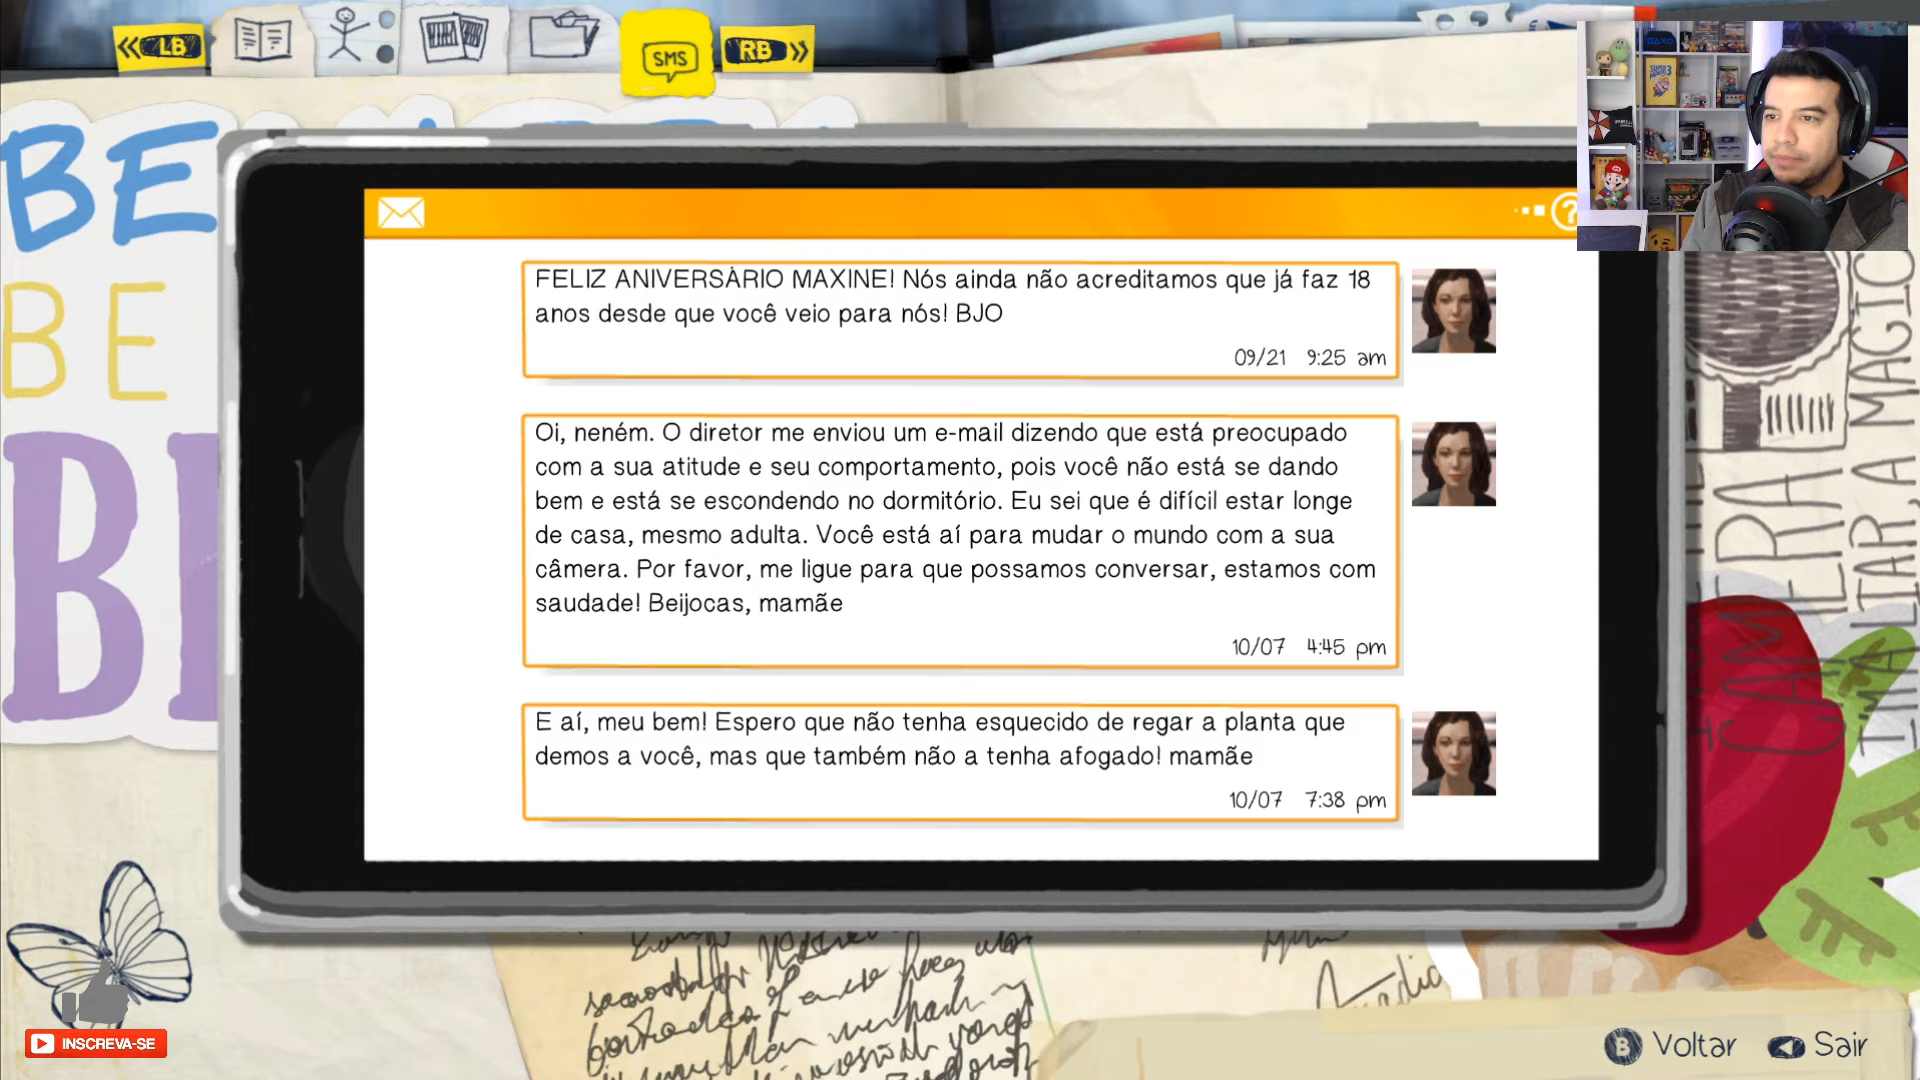 LB
SMS
RB
BE
BE
FELIZ ANIVERSÁRIO MAXINE! Nós ainda não acreditamos que já faz 18
anos desde que você veio para nós! BJO
09/21 9:25 am
Oi, neném. O diretor me enviou um e-mail dizendo que está preocupado
com a sua atitude e seu comportamento, pois você não está se dando
bem e está se escondendo no dormitório. Eu sei que é difícil estar longe
de casa, mesmo adulta. Você está aí para mudar o mundo com a sua
câmera. Por favor, me ligue para que possamos conversar, estamos com
saudade! Beijocas, mamãe
10/07 4:45 pm
E aí, meu bem! Espero que não tenha esquecido de regar a planta que
demos a você, mas que também não a tenha afogado! mamãe
10/07 7:38 pm
INSCREVA-SE
B Voltar
Sair